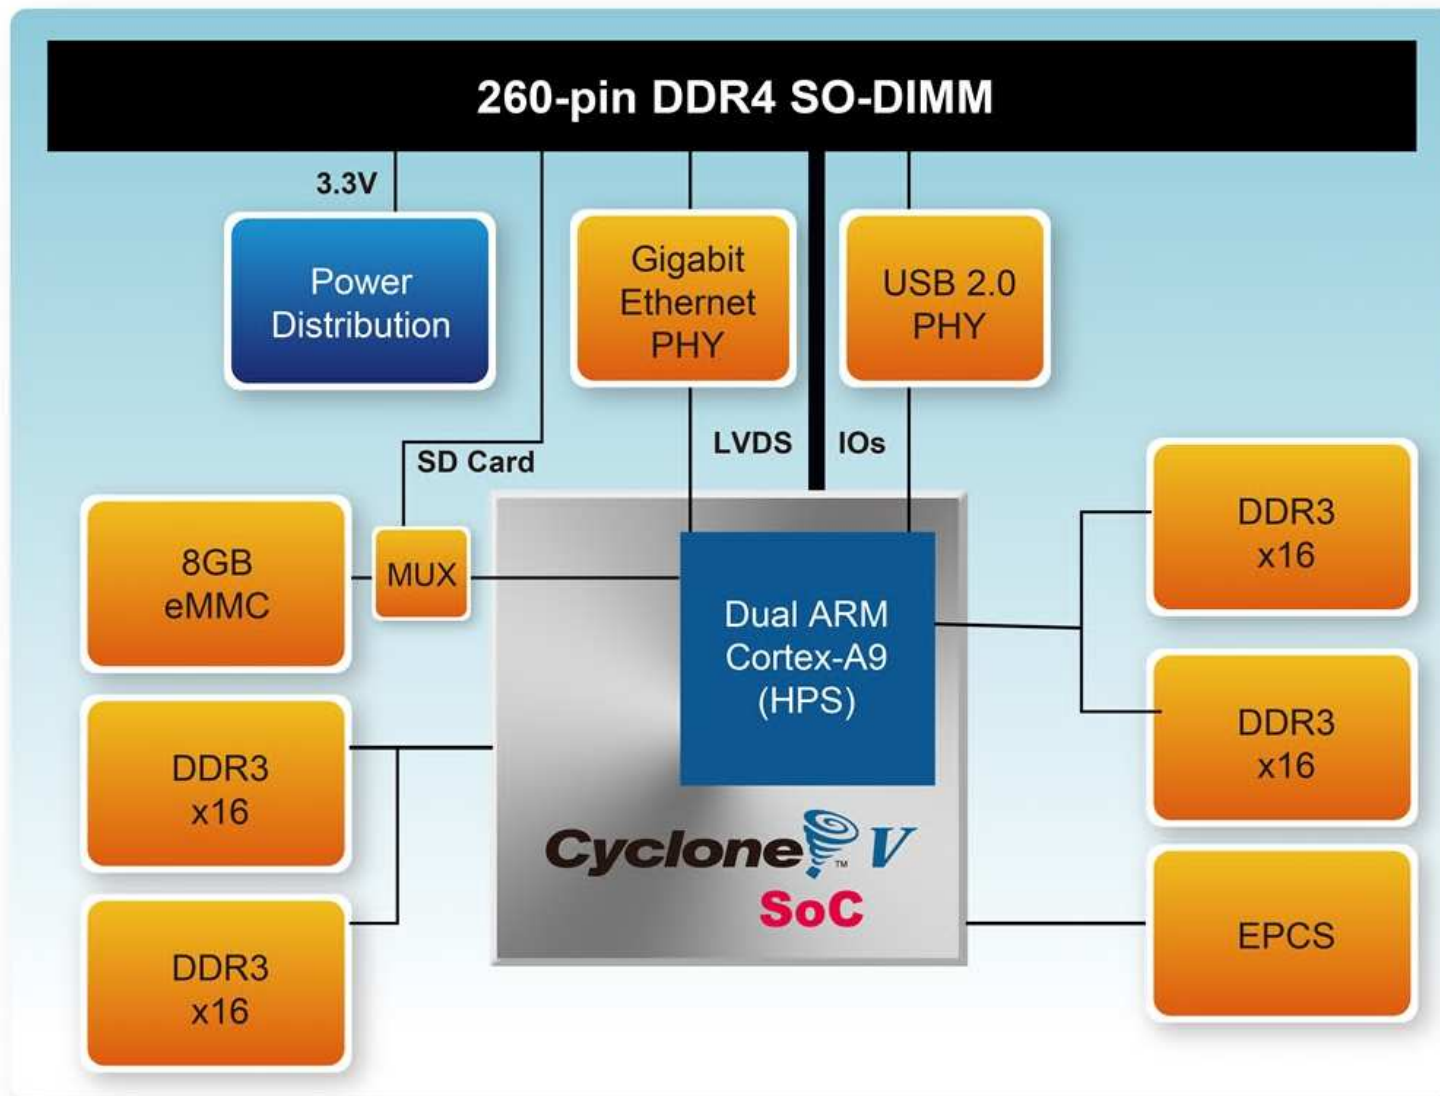 260-pin DDR4 SO-DIMM
3.3V
Power
Distribution
Gigabit
Ethernet
PHY
USB 2.0
PHY
LVDS
IOs
SD Card
8GB
eMMC
MUX
Dual ARM
Cortex-A9
(HPS)
DDR3
x16
DDR3
x16
DDR3
x16
DDR3
x16
Cyclone™ V
SoC
EPCS